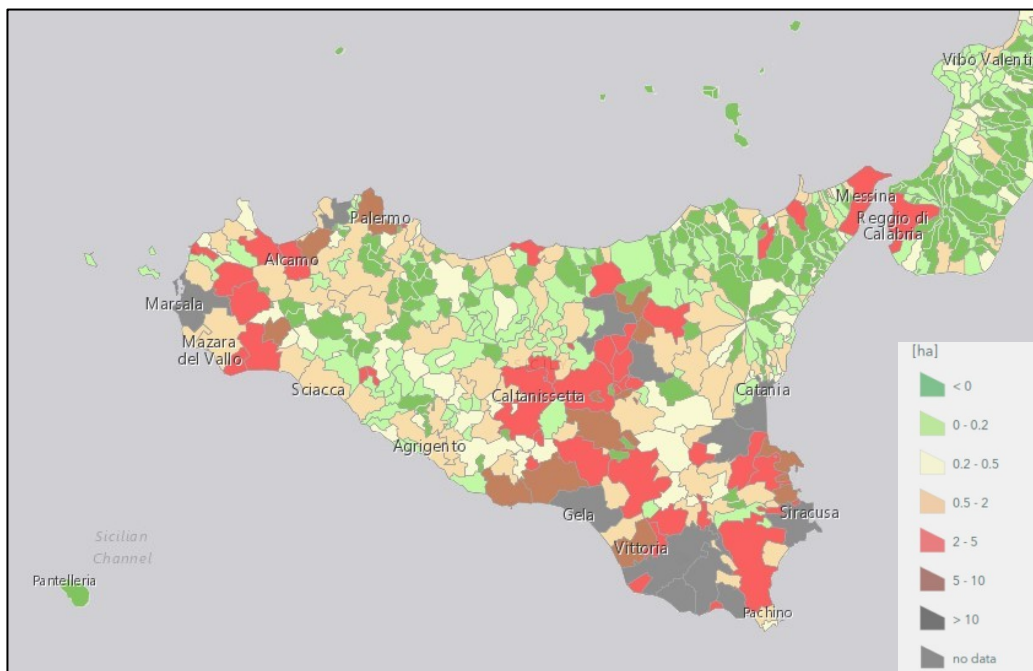 Vibo Valenti
Messina
Palermo
Reggio di
Calabria
Alcamo
Marsala
Mazara
del Vallo
Sciacca
Caltanissetta
Catania
Agrigento
Gela
Siracusa
Vittoria
Sicilian
Channel
Pantelleria
Pachino
[ha]
< 0
0 - 0.2
0.2 - 0.5
0.5 - 2
2 - 5
5 - 10
> 10
no data